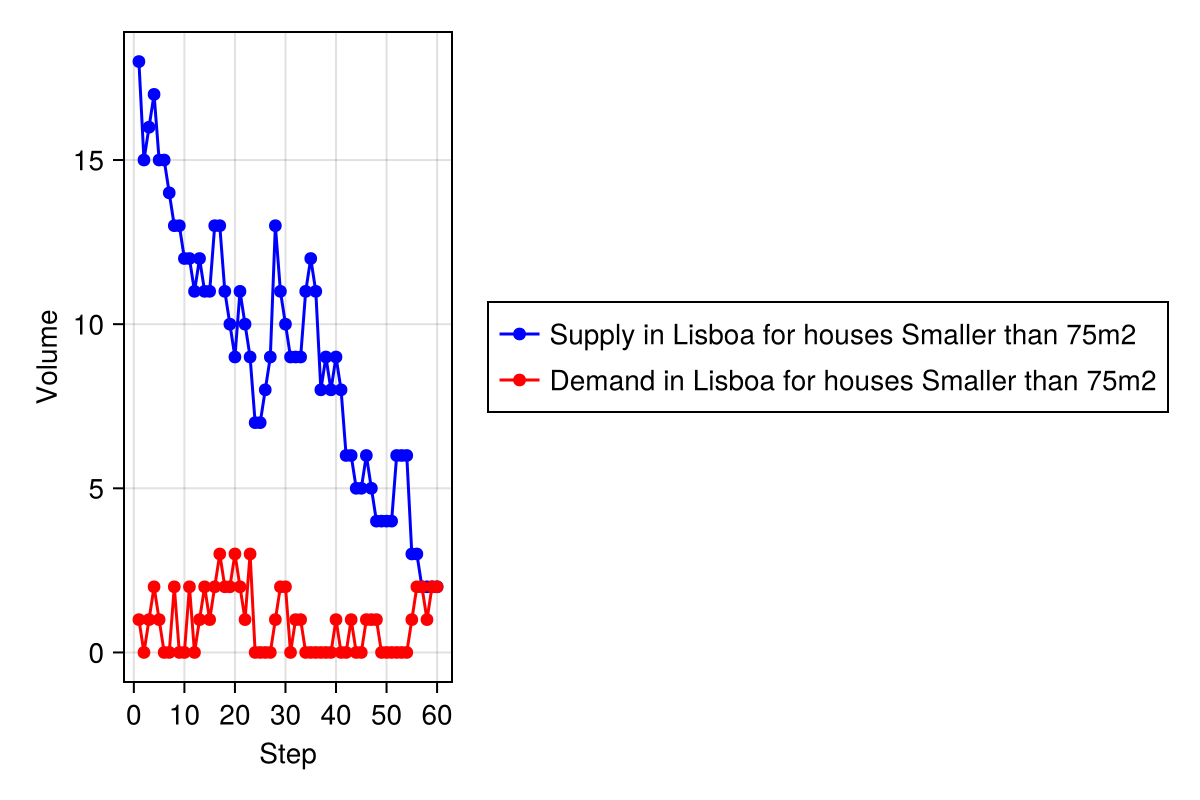 Volume
15
10
5
0
0 10 20 30 40 50 60
Step
Supply in Lisboa for houses Smaller than 75m2
Demand in Lisboa for houses Smaller than 75m2